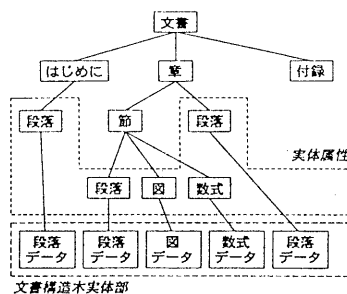 文書
はじめに 章 付録
段落 節 段落
実体属性
段落 図 数式
段落 段落 図 数式 段落
データ データ データ データ データ
文書構造木実体部